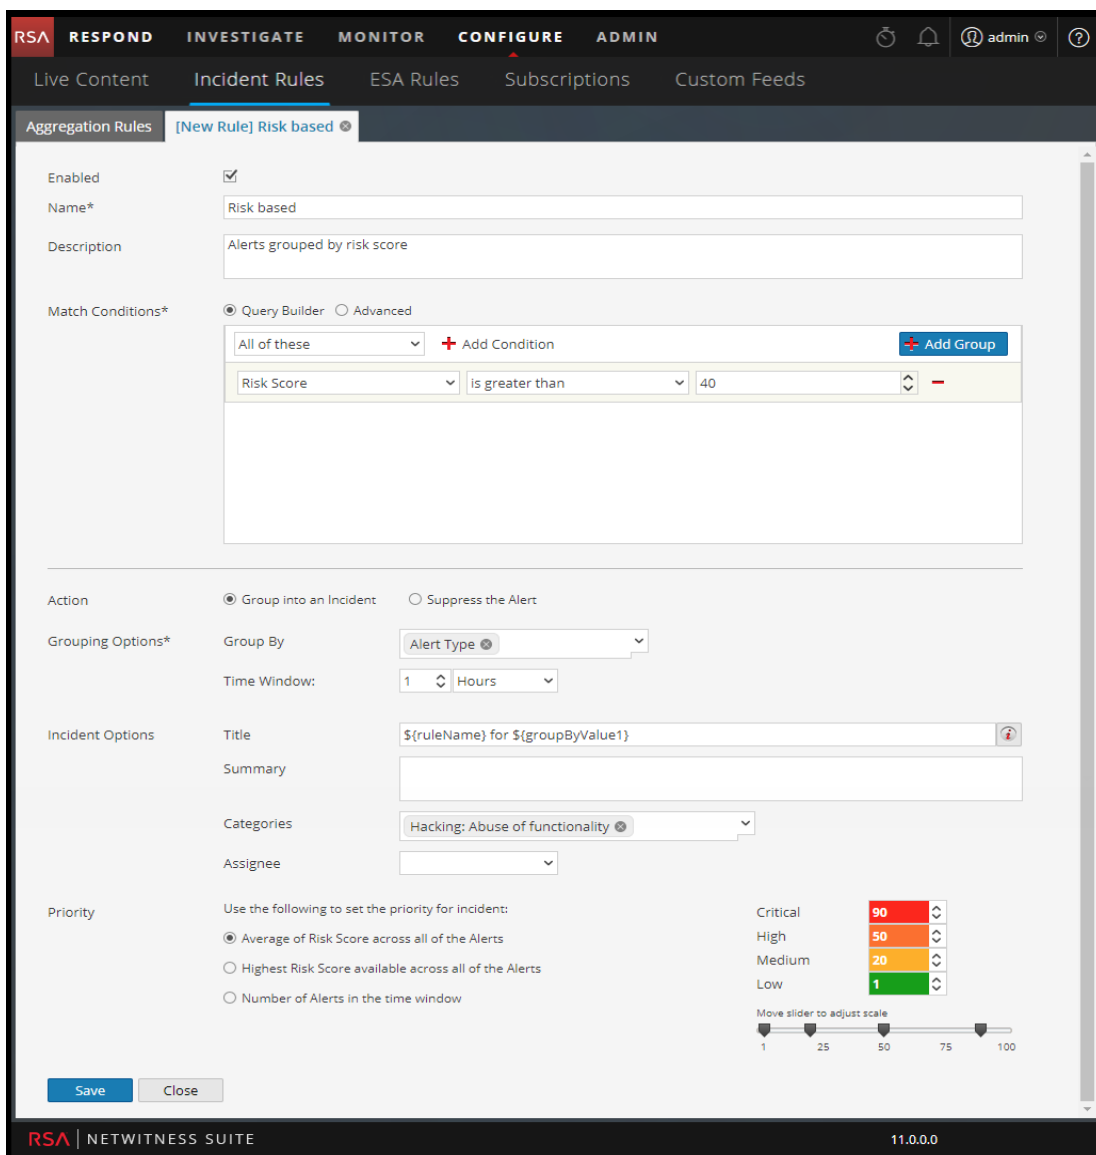 RSA RESPOND INVESTIGATE MONITOR CONFIGURE ADMIN admin
Live Content Incident Rules ESA Rules Subscriptions Custom Feeds
Aggregation Rules [New Rule] Risk based
Enabled
Name* Risk based
Description Alerts grouped by risk score
Match Conditions* Query Builder Advanced
All of these Add Condition Add Group
Risk Score is greater than 40
Action Group into an Incident Suppress the Alert
Grouping Options* Group By Alert Type
Time Window: 1 Hours
Incident Options Title ${ruleName} for ${groupByValue1}
Summary
Categories Hacking: Abuse of functionality
Assignee
Priority Use the following to set the priority for incident:
Average of Risk Score across all of the Alerts
Highest Risk Score available across all of the Alerts
Number of Alerts in the time window
Critical 90
High 50
Medium 20
Low 1
Move slider to adjust scale
1 25 50 75 100
Save Close
RSA NETWITNESS SUITE 11.0.0.0